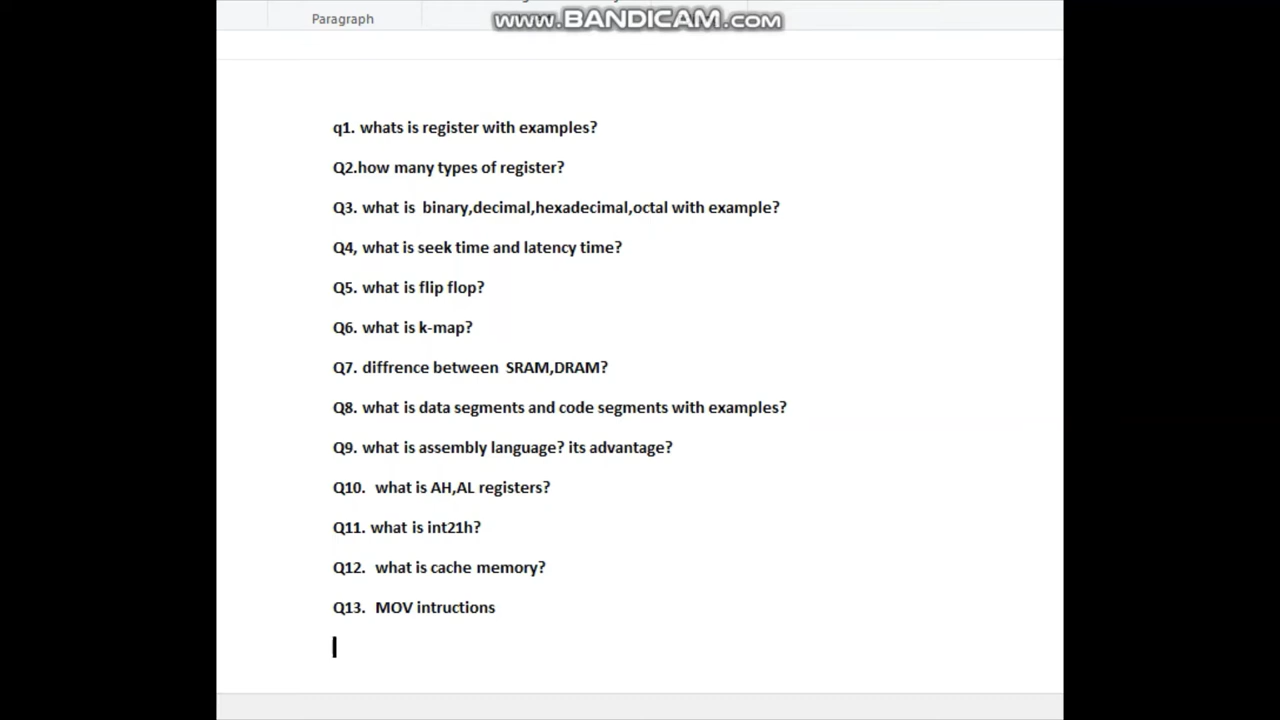 Paragraph
www.BANDICAM.com
q1. whats is register with examples?
Q2.how many types of register?
Q3. what is  binary,decimal,hexadecimal,octal with example?
Q4, what is seek time and latency time?
Q5. what is flip flop?
Q6. what is k-map?
Q7. diffrence between  SRAM,DRAM?
Q8. what is data segments and code segments with examples?
Q9. what is assembly language? its advantage?
Q10.  what is AH,AL registers?
Q11. what is int21h?
Q12.  what is cache memory?
Q13.  MOV intructions